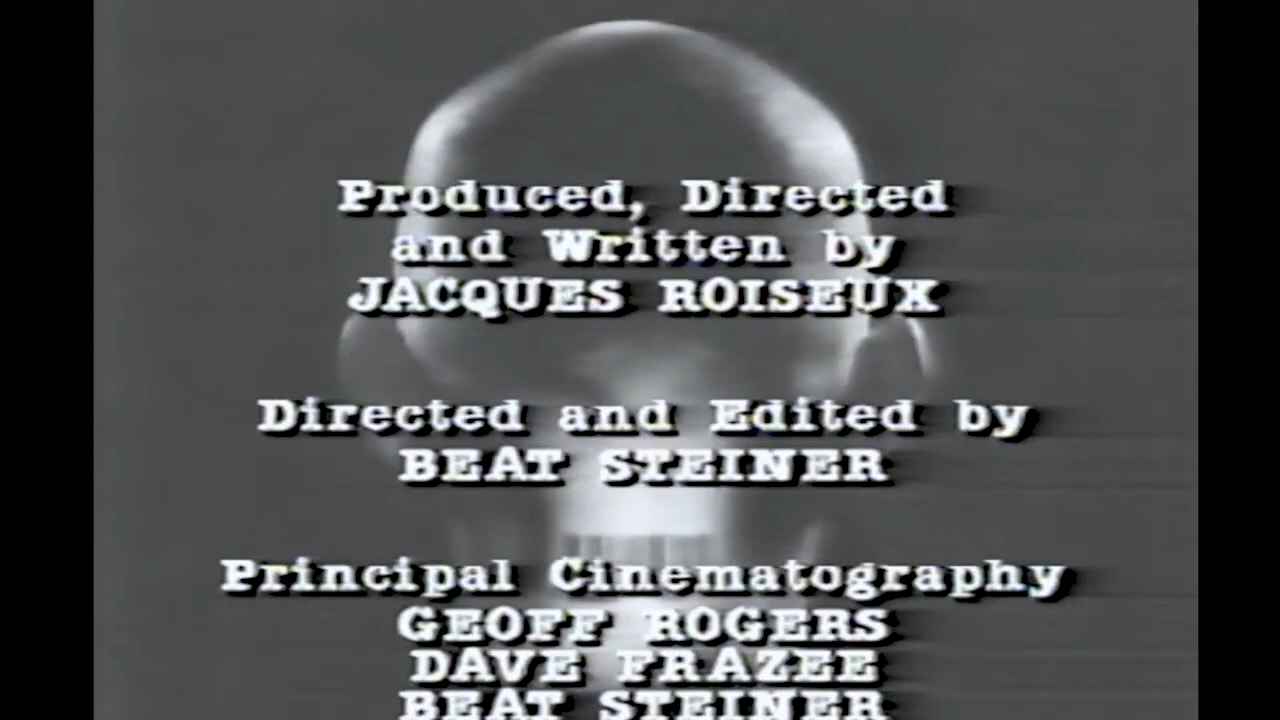 Produced, Directed
and Written by
JACQUES ROISEUX
Directed and Edited by
BEAT STEINER
Principal Cinematography
GEOFF ROGERS
DAVE FRAZEE
BEAT STEINER